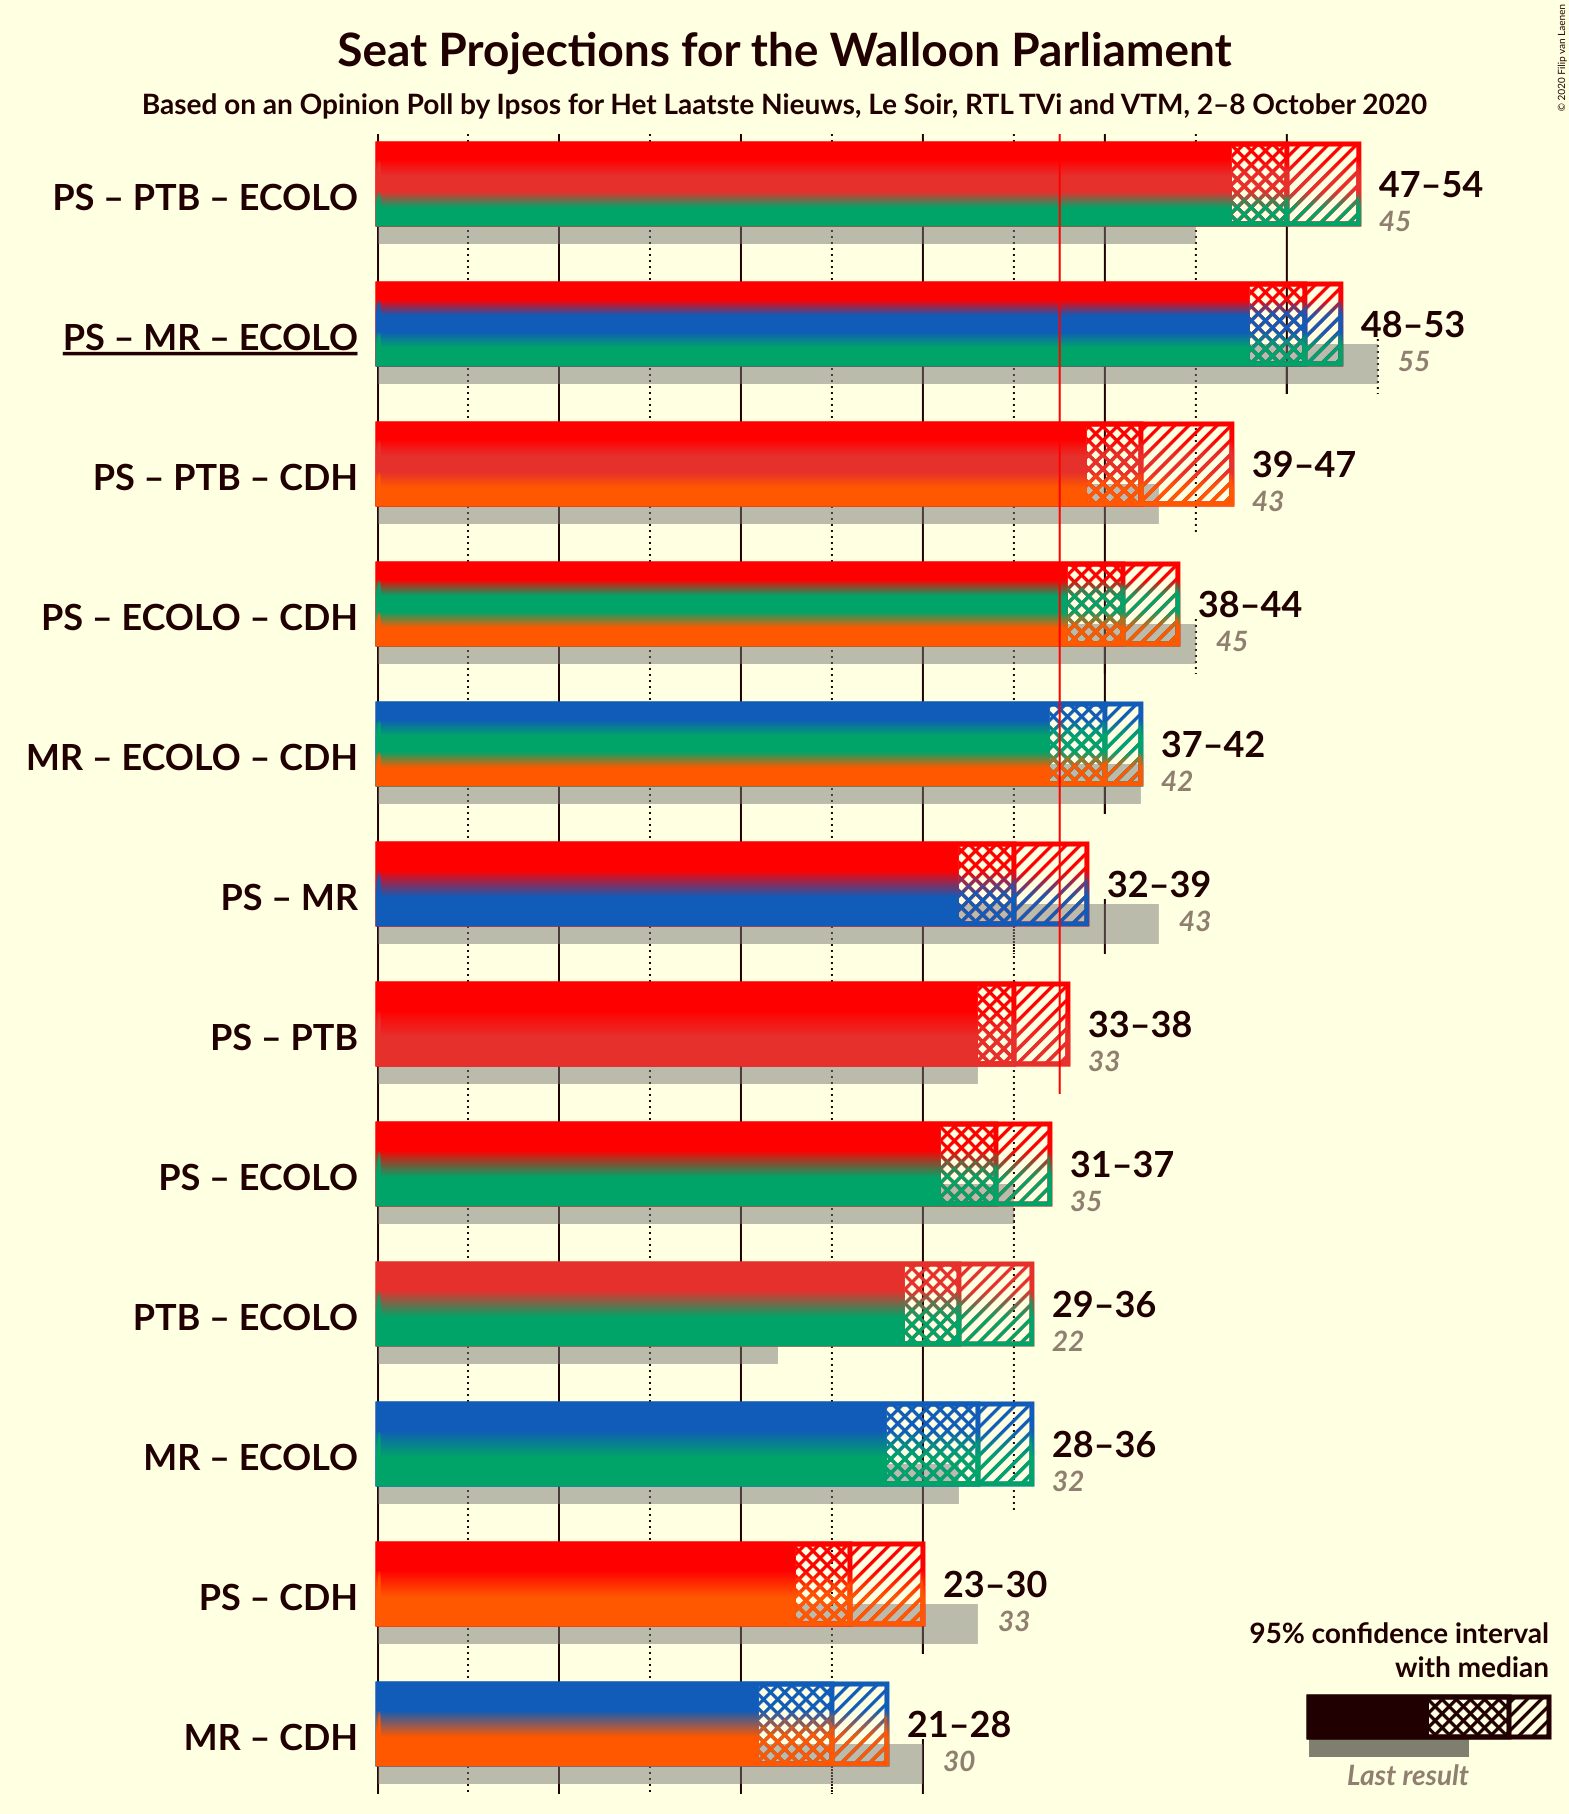 Seat Projections for the Walloon Parliament
Based on an Opinion Poll by Ipsos for Het Laatste Nieuws, Le Soir, RTL TVi and VTM, 2–8 October 2020
© 2020 Filip van Laenen
PS – PTB – ECOLO
47–54
45
PS – MR – ECOLO
48–53
55
PS – PTB – CDH
39–47
43
PS – ECOLO – CDH
38–44
45
MR – ECOLO – CDH
37–42
42
PS – MR
32–39
43
PS – PTB
33–38
33
PS – ECOLO
31–37
35
PTB – ECOLO
29–36
22
MR – ECOLO
28–36
32
PS – CDH
23–30
33
MR – CDH
21–28
30
95% confidence interval
with median
Last result